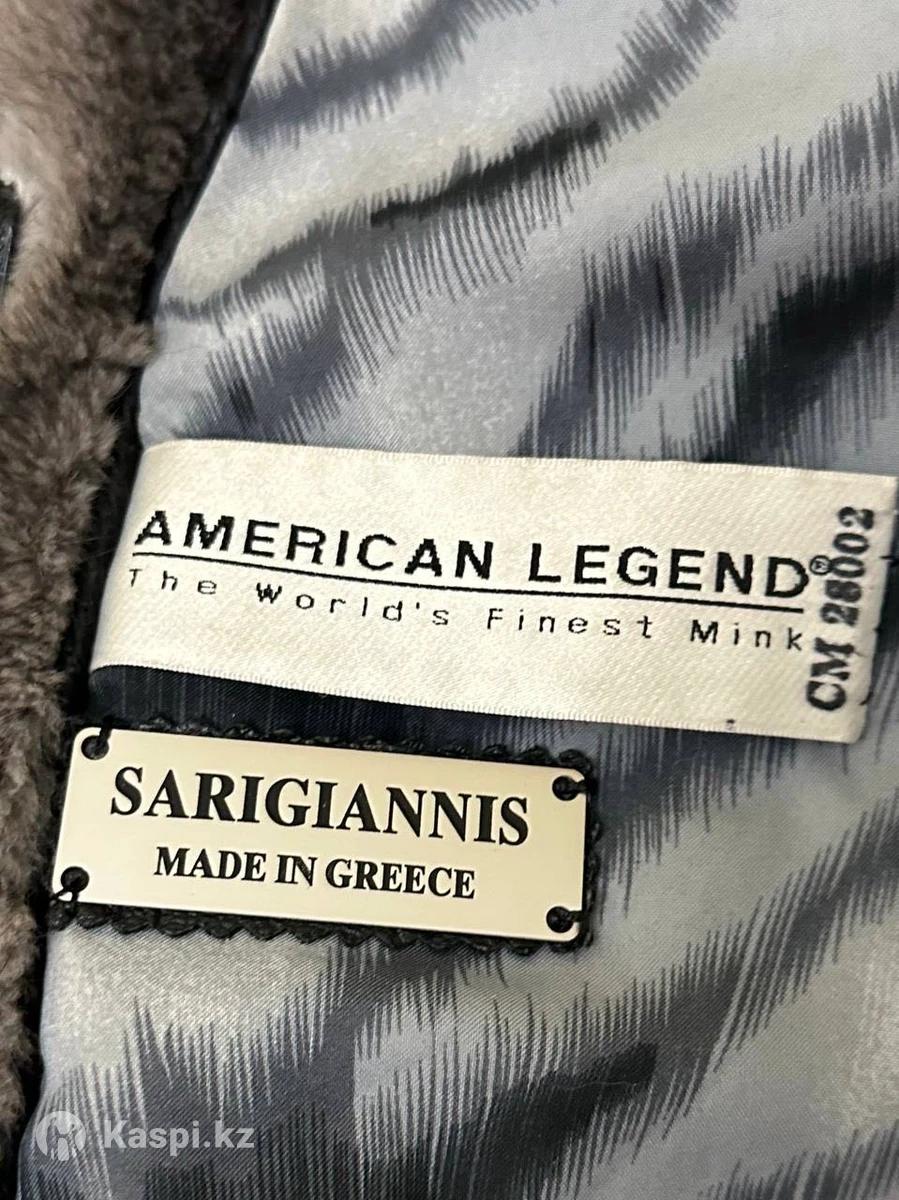 AMERICAN LEGEND®
The World's Finest Mink
CM 28002
SARIGIANNIS
MADE IN GREECE
Kaspi.kz